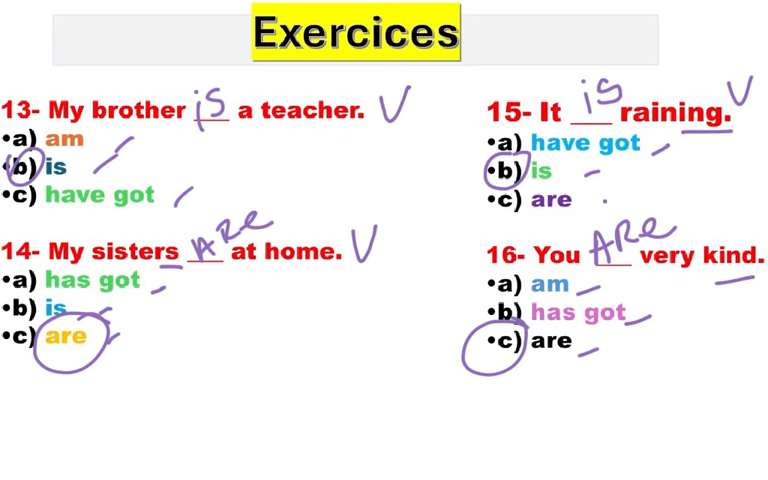 Exercices
13- My brother is a teacher. V
•a) am
•b) is
•c) have got
14- My sisters ARe at home. V
•a) has got
•b) is
•c) are
15- It is raining. V
•a) have got
•b) is
•c) are
16- You ARe very kind.
•a) am
•b) has got
•c) are